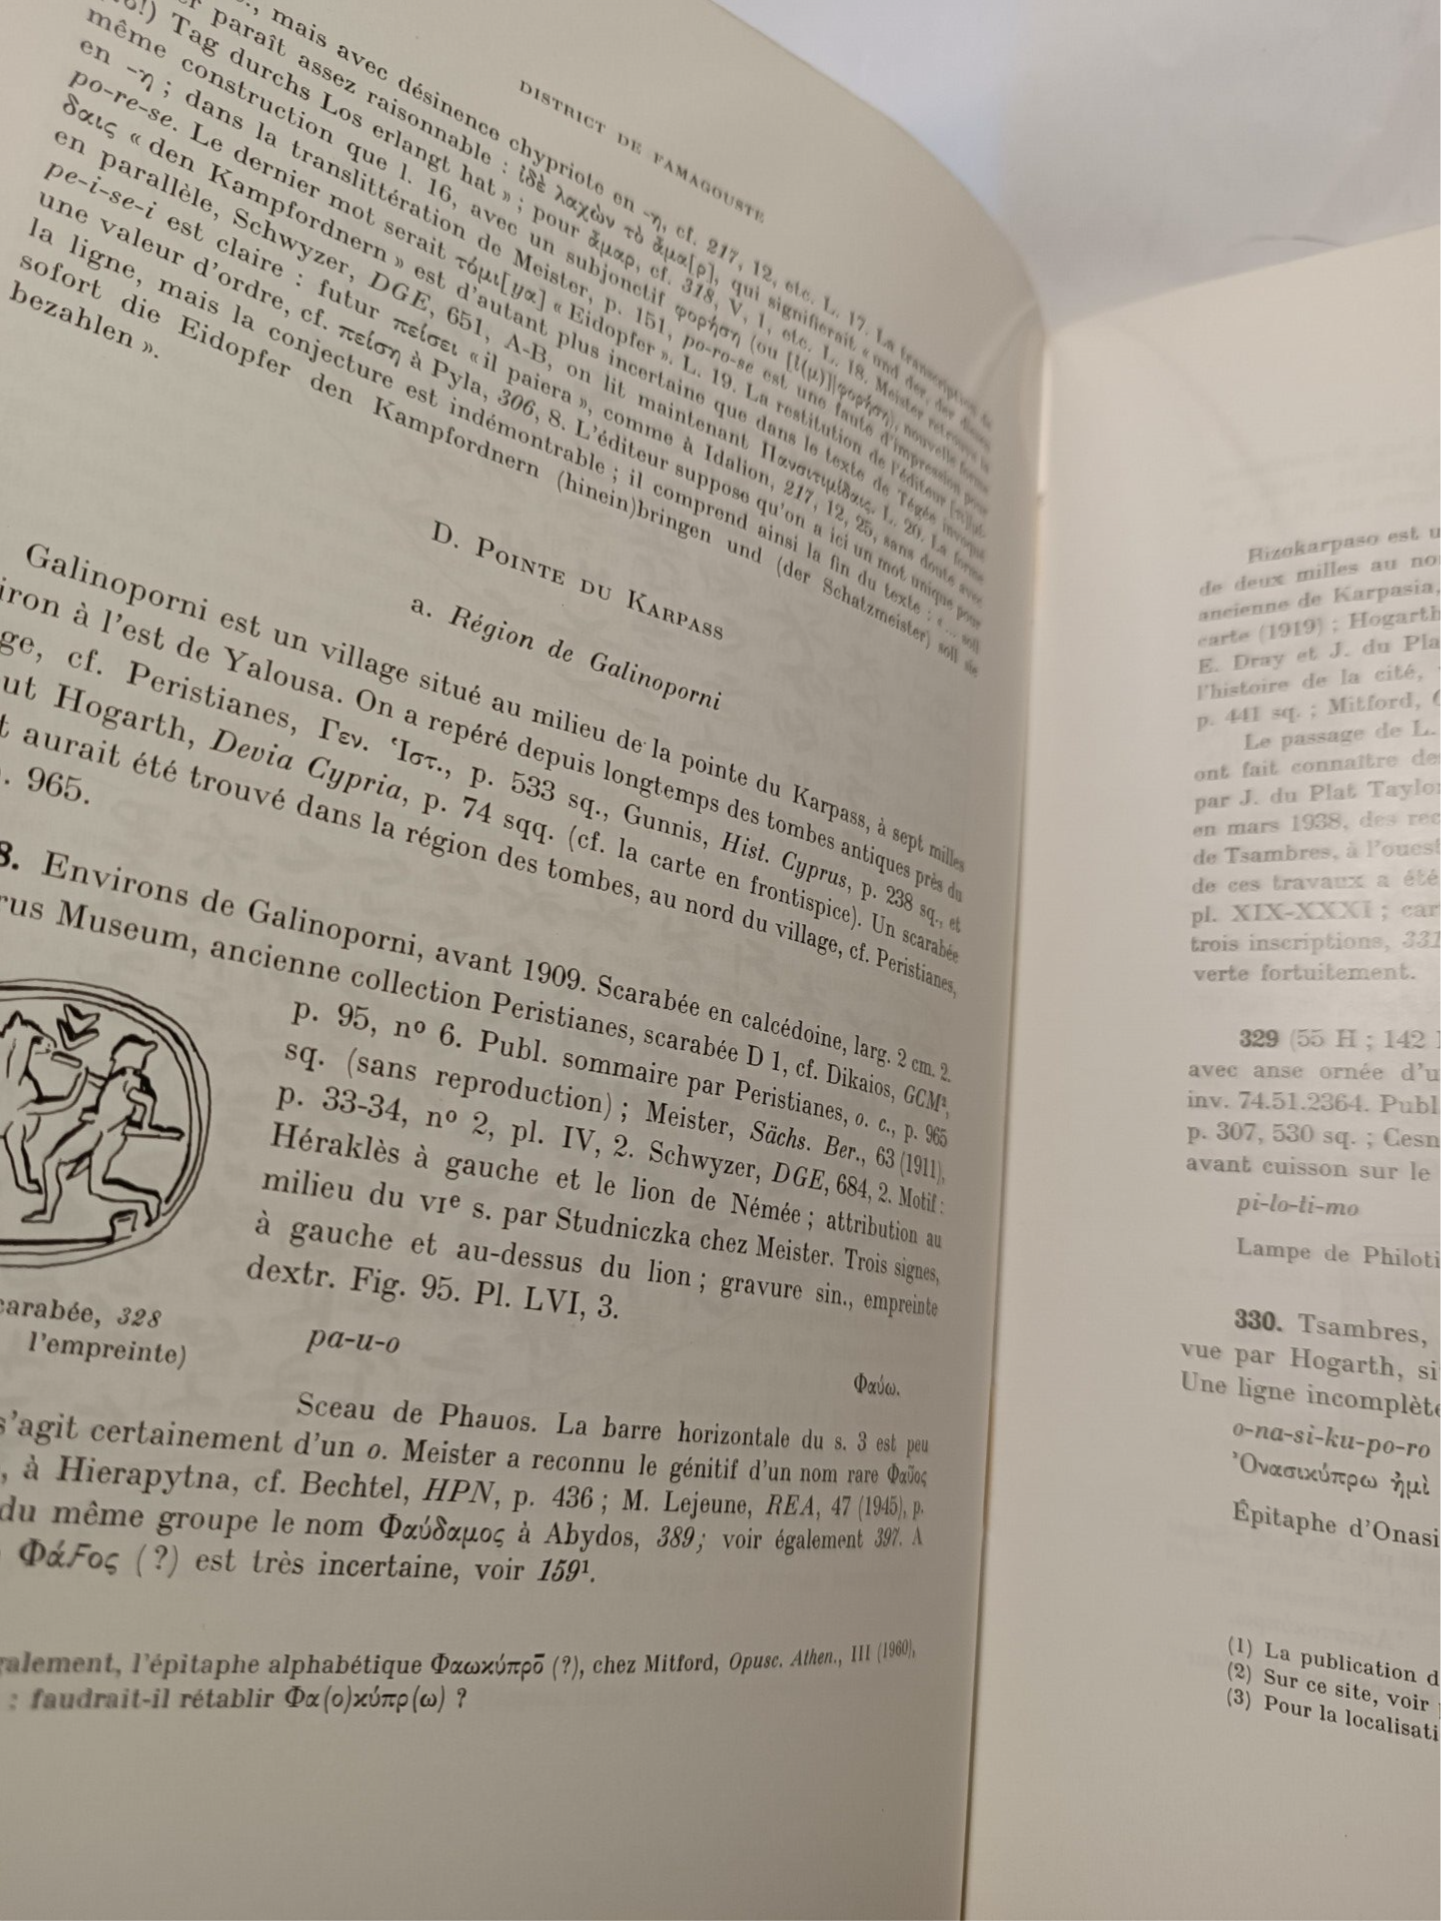 DISTRICT DE FAMAGOUSTE
mais avec désinence chypriote en -η, cf. 217, 12, etc. L. 17. La transcription de
paraît assez raisonnable : ἰδὲ λαχὼν τὸ ἄμα[ρ], qui signifierait « und der, der diesen
Tag durchs Los erlangt hat » ; pour ἄμαρ, cf. 318, V, 1, etc. L. 18. Meister retrouve la
même construction que l. 16, avec un subjonctif φορήση (ou [ἰ(μ)]φορήση), nouvelle forme
en -η ; dans la translittération de Meister, p. 151, po-ro-se est une faute d'impression pour
po-re-se. Le dernier mot serait τόμι[yα] « Eidopfer ». L. 19. La restitution de l'éditeur
δαις « den Kampfordnern » est d'autant plus incertaine que dans le texte de Tégée invoqué
en parallèle, Schwyzer, DGE, 651, A-B, on lit maintenant Πανσιτιμίδαις. L. 20. La forme
pe-i-se-i est claire : futur πείσει « il paiera », comme à Idalion, 217, 12, 25, sans doute avec
une valeur d'ordre, cf. πείση à Pyla, 306, 8. L'éditeur suppose qu'on a ici un mot unique pour
la ligne, mais la conjecture est indémontrable ; il comprend ainsi la fin du texte : « ... soll
sofort die Eidopfer den Kampfordnern (hinein)bringen und (der Schatzmeister) soll sie
bezahlen ».
D. POINTE DU KARPASS
a. Région de Galinoporni
Galinoporni est un village situé au milieu de la pointe du Karpass, à sept milles
iron à l'est de Yalousa. On a repéré depuis longtemps des tombes antiques près du
ge, cf. Peristianes, Γεν. Ἱστ., p. 533 sq., Gunnis, Hist. Cyprus, p. 238 sq., et
ut Hogarth, Devia Cypria, p. 74 sqq. (cf. la carte en frontispice). Un scarabée
t aurait été trouvé dans la région des tombes, au nord du village, cf. Peristianes,
. 965.
8. Environs de Galinoporni, avant 1909. Scarabée en calcédoine, larg. 2 cm. 2.
rus Museum, ancienne collection Peristianes, scarabée D 1, cf. Dikaios, GCM²,
p. 95, nº 6. Publ. sommaire par Peristianes, o. c., p. 965
sq. (sans reproduction) ; Meister, Sächs. Ber., 63 (1911),
p. 33-34, nº 2, pl. IV, 2. Schwyzer, DGE, 684, 2. Motif :
Héraklès à gauche et le lion de Némée ; attribution au
milieu du VIe s. par Studniczka chez Meister. Trois signes,
à gauche et au-dessus du lion ; gravure sin., empreinte
dextr. Fig. 95. Pl. LVI, 3.
carabée, 328
l'empreinte)
pa-u-o
Φαύω.
Sceau de Phauos. La barre horizontale du s. 3 est peu
s'agit certainement d'un o. Meister a reconnu le génitif d'un nom rare Φαῦος
, à Hierapytna, cf. Bechtel, HPN, p. 436 ; M. Lejeune, REA, 47 (1945), p.
du même groupe le nom Φαύδαμος à Abydos, 389 ; voir également 397. A
Φάϝος (?) est très incertaine, voir 159¹.
galement, l'épitaphe alphabétique Φαωκύπρο̄ (?), chez Mitford, Opusc. Athen., III (1960),
: faudrait-il rétablir Φα(ο)κύπρ(ω) ?
Rizokarpaso est u
de deux milles au no
ancienne de Karpasia,
carte (1919) ; Hogarth
E. Dray et J. du Pla
l'histoire de la cité,
p. 441 sq. ; Mitford,
Le passage de L.
ont fait connaître de
par J. du Plat Taylo
en mars 1938, des rec
de Tsambres, à l'ouest
de ces travaux a été
pl. XIX-XXXI ; car
trois inscriptions, 331
verte fortuitement.
329 (55 H ; 142
avec anse ornée d'u
inv. 74.51.2364. Publ
p. 307, 530 sq. ; Cesn
avant cuisson sur le
pi-lo-ti-mo
Lampe de Philoti
330. Tsambres,
vue par Hogarth, si
Une ligne incomplète
o-na-si-ku-po-ro
Ὀνασικύπρω ἠμὶ
Épitaphe d'Onasi
(1) La publication d
(2) Sur ce site, voir
(3) Pour la localisati